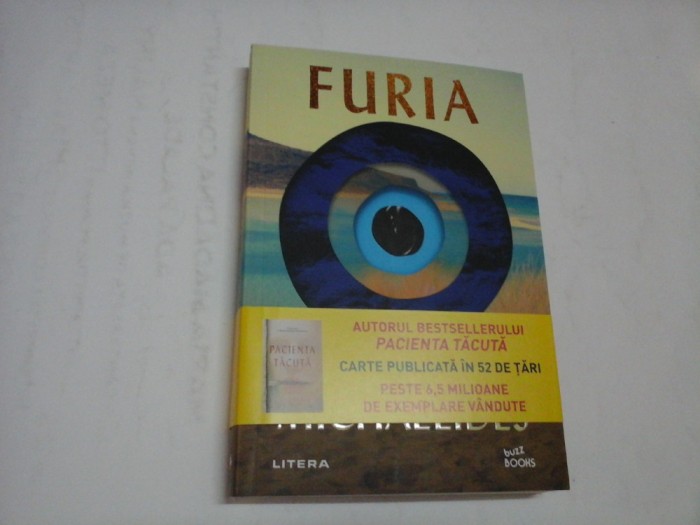 FURIA
AUTORUL BESTSELLERULUI
PACIENTA TĂCUTĂ
CARTE PUBLICATĂ ÎN 52 DE ȚĂRI
PESTE 6,5 MILIOANE
DE EXEMPLARE VÂNDUTE
PACIENTA
TĂCUTĂ
MICHAELIDES
LITERA
buzz
BOOKS